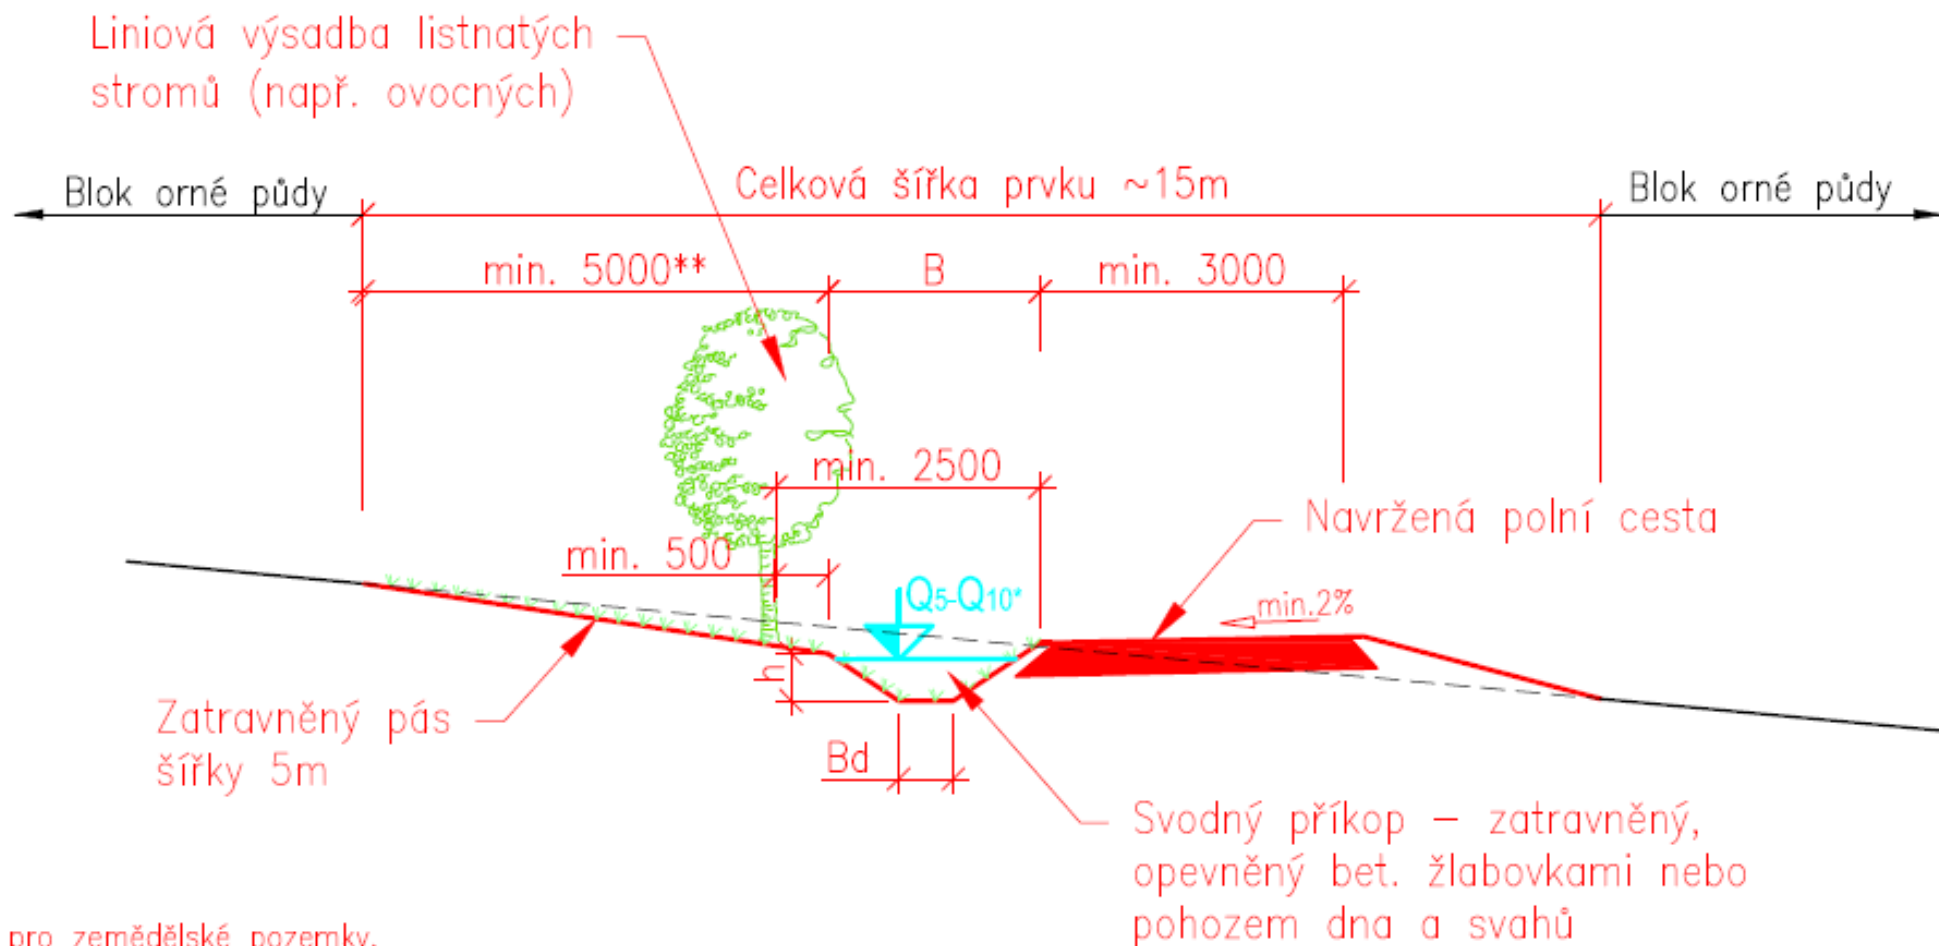 Liniová výsadba listnatých
stromů (např. ovocných)
Blok orné půdy
Celková šířka prvku ~15m
Blok orné půdy
min. 5000**
B
min. 3000
min. 2500
Navržená polní cesta
min. 500
Q5-Q10*
min.2%
h
Zatravněný pás
šířky 5m
Bd
Svodný příkop – zatravněný,
opevněný bet. žlabovkami nebo
pohozem dna a svahů
pro zemědělské pozemky.